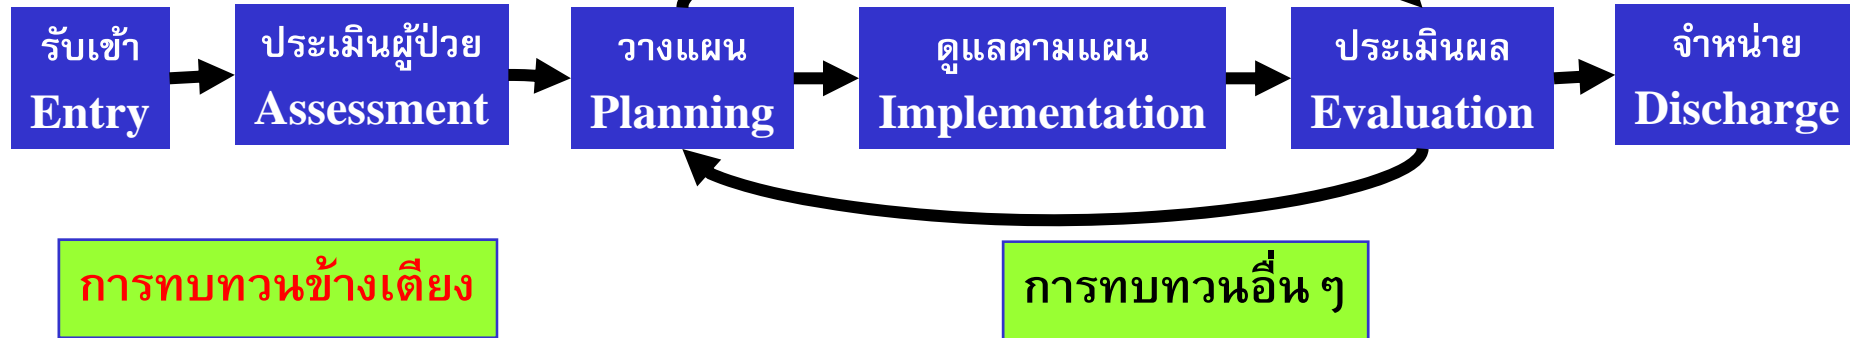 รับเข้า
Entry
ประเมินผู้ป่วย
Assessment
วางแผน
Planning
ดูแลตามแผน
Implementation
ประเมินผล
Evaluation
จำหน่าย
Discharge
การทบทวนข้างเตียง
การทบทวนอื่น ๆ